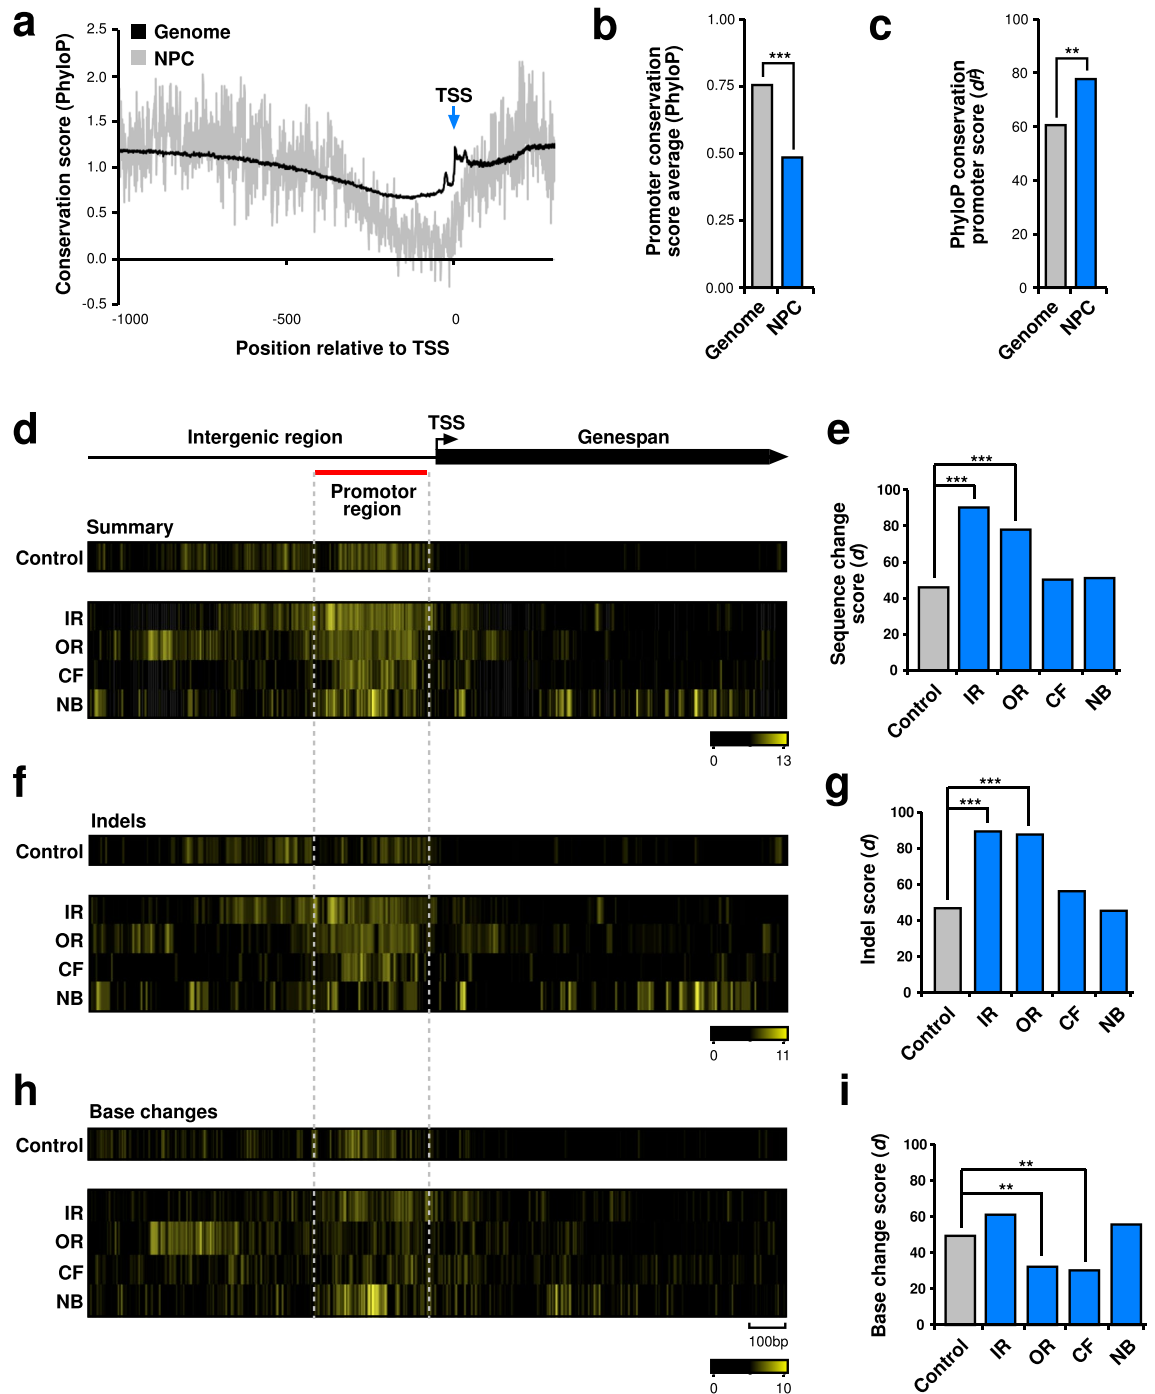 a
Conservation score (PhyloP)
2.5
2.0
1.5
1.0
0.5
0.0
-0.5
Genome
NPC
TSS
-1000
-500
0
Position relative to TSS
b
Promoter conservation
score average (PhyloP)
1.00
0.75
0.50
0.25
0.00
***
Genome
NPC
c
PhyloP conservation
100
80
60
40
20
0
**
Genome
NPC
d
Intergenic region
TSS
Genespan
Promotor
region
Summary
Control
IR
OR
CF
NB
0 13
e
Sequence change
score (d)
100
80
60
40
20
0
***
***
Control
IR
OR
CF
NB
f
Indels
Control
IR
OR
CF
NB
0 11
g
Indel score (d)
100
80
60
40
20
0
***
***
Control
IR
OR
CF
NB
h
Base changes
Control
IR
OR
CF
NB
100bp
0 10
i
Base change score (d)
100
80
60
40
20
0
**
**
Control
IR
OR
CF
NB